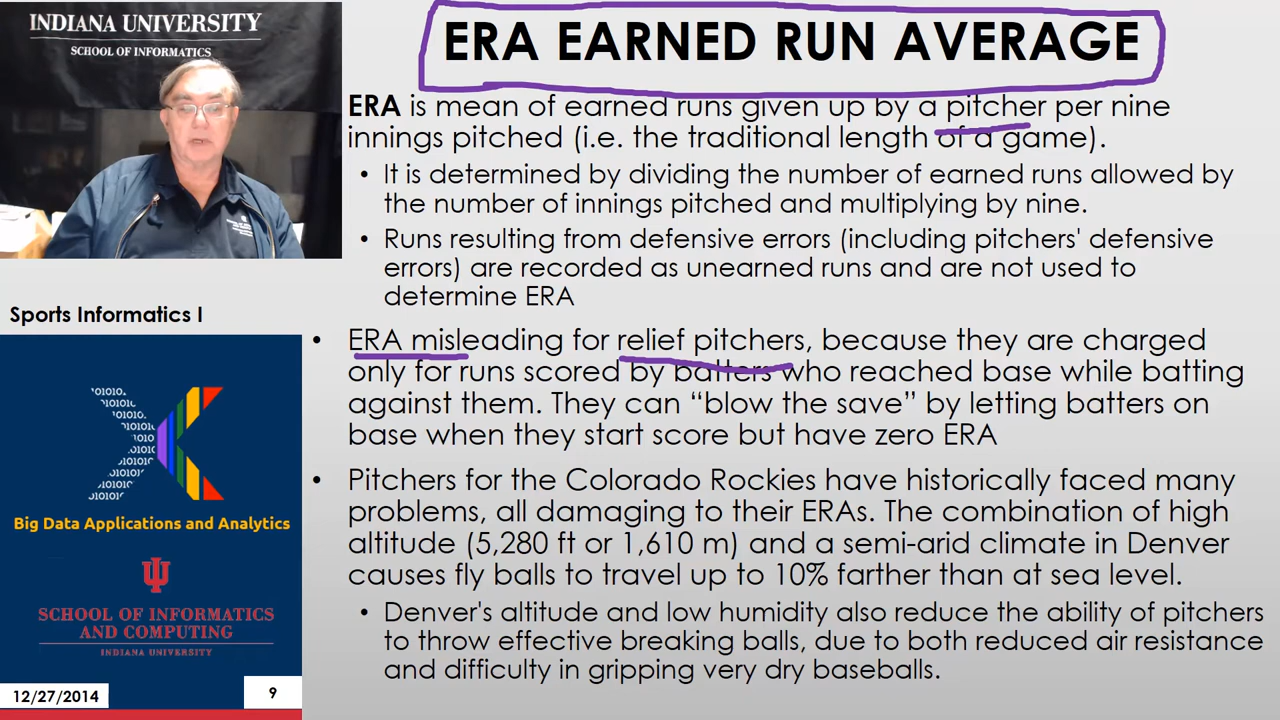 INDIANA UNIVERSITY
SCHOOL OF INFORMATICS
ERA EARNED RUN AVERAGE
ERA is mean of earned runs given up by a pitcher per nine
innings pitched (i.e. the traditional length of a game).
• It is determined by dividing the number of earned runs allowed by
the number of innings pitched and multiplying by nine.
• Runs resulting from defensive errors (including pitchers' defensive
errors) are recorded as unearned runs and are not used to
determine ERA
• ERA misleading for relief pitchers, because they are charged
only for runs scored by batters who reached base while batting
against them. They can “blow the save” by letting batters on
base when they start score but have zero ERA
• Pitchers for the Colorado Rockies have historically faced many
problems, all damaging to their ERAs. The combination of high
altitude (5,280 ft or 1,610 m) and a semi-arid climate in Denver
causes fly balls to travel up to 10% farther than at sea level.
• Denver's altitude and low humidity also reduce the ability of pitchers
to throw effective breaking balls, due to both reduced air resistance
and difficulty in gripping very dry baseballs.
Sports Informatics I
Big Data Applications and Analytics
SCHOOL OF INFORMATICS
AND COMPUTING
INDIANA UNIVERSITY
12/27/2014
9